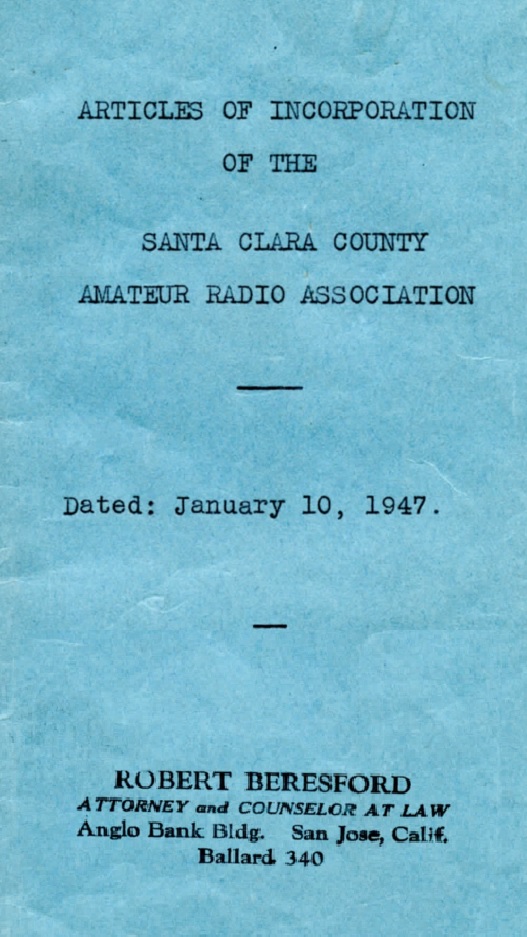 ARTICLES OF INCORPORATION
OF THE
SANTA CLARA COUNTY
AMATEUR RADIO ASSOCIATION
Dated: January 10, 1947.
ROBERT BERESFORD
ATTORNEY and COUNSELOR AT LAW
Anglo Bank Bldg. San Jose, Calif.
Ballard 340